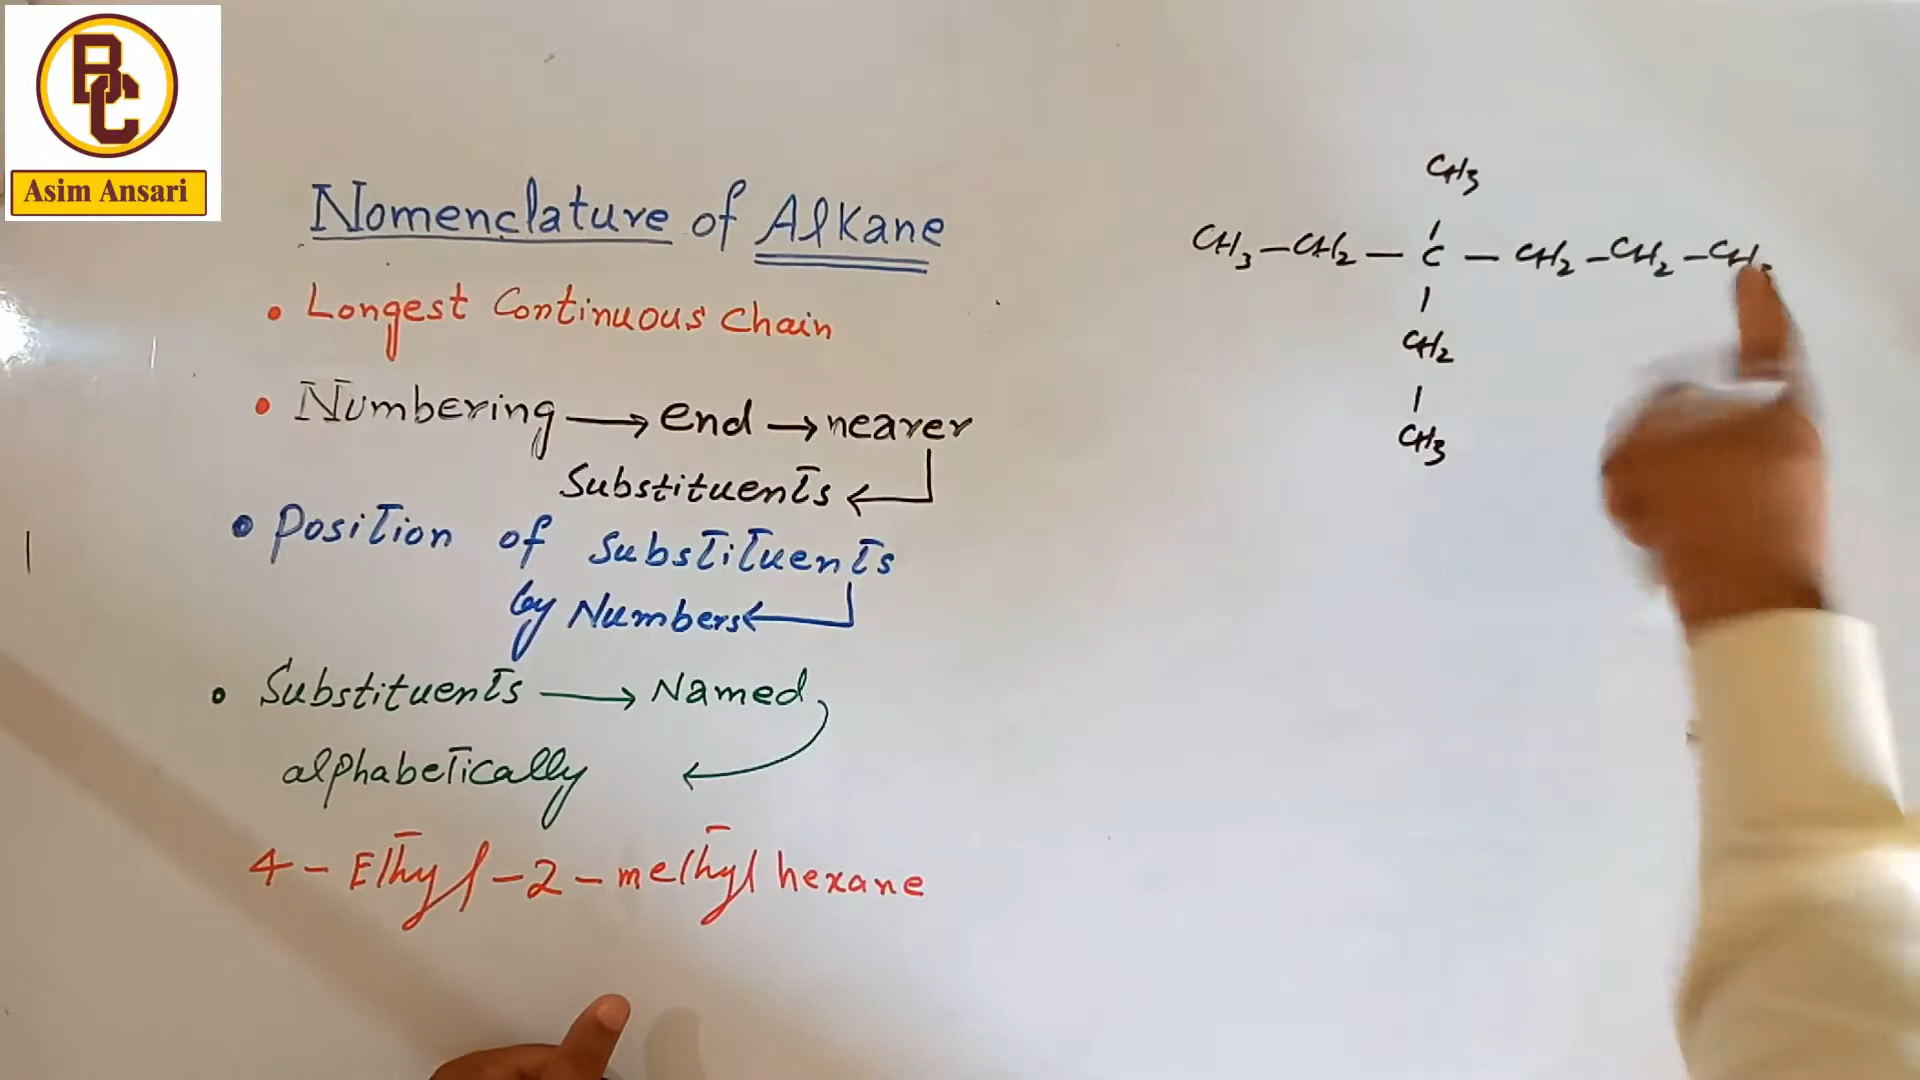 BC
Asim Ansari
Nomenclature of Alkane
• Longest Continuous Chain
• Numbering → end → nearer
Substituents ←
• Position of Substituents
by Numbers ←
• Substituents → Named
alphabetically ←
4 - Ethyl - 2 - methyl hexane
CH3
CH3 - CH2 - C - CH2 - CH2 -
CH2
CH3